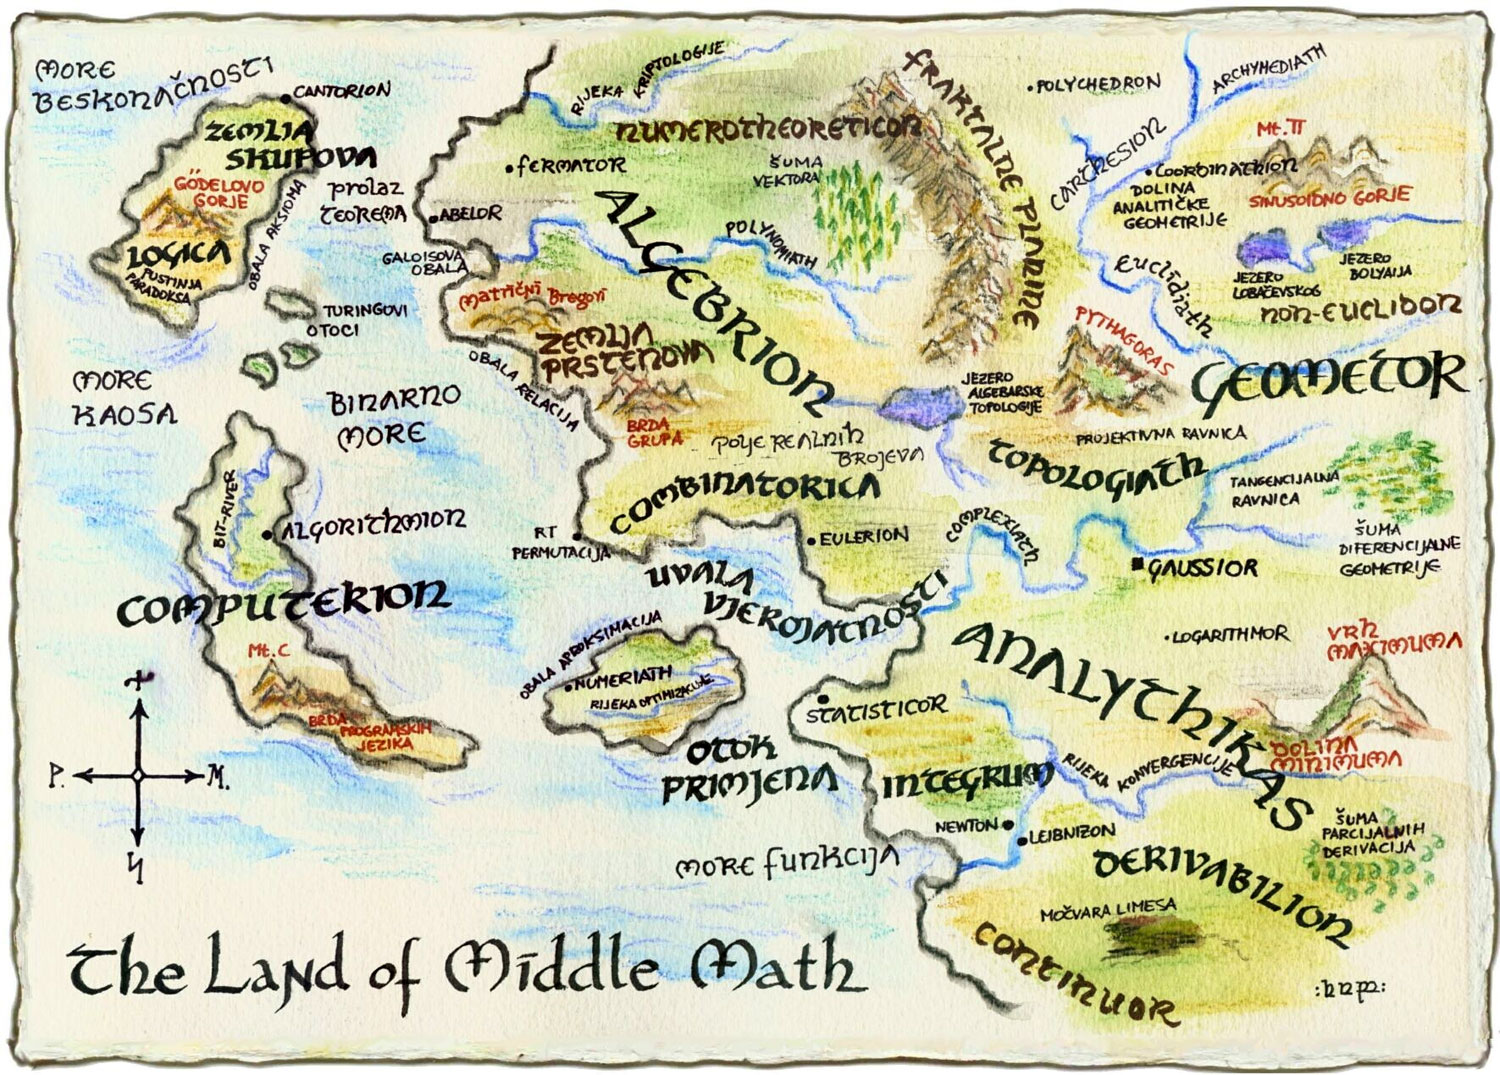 MORE
BESKONAČNOSTI
CANTORION
ZEMLJA
SKUPOVA
GÖDELOVO
GORJE
PROLAZ
TEOREMA
OBALA AKSIOMA
LOGICA
PUSTINJA
PARADOKSA
TURINGOVI
OTOCI
MORE
KAOSA
BINARNO
MORE
BIT-RIVER
ALGORITHMION
COMPUTERION
Mt. C
BRDA
PROGRAMSKIH
JEZIKA
P.
M.
RIJEKA KRIPTOLOGIJE
NUMEROTHEORETICON
FERMATOR
ŠUMA
VEKTORA
FRAKTALNE PLANINE
ABELOR
ALGEBRION
POLYNOMIATH
GALOISOVA
OBALA
MATRIČNI BREGOVI
ZEMLJA
PRSTENOVA
OBALA RELACIJA
BRDA
GRUPA
POLJE REALNIH
BROJEVA
JEZERO
ALGEBARSKE
TOPOLOGIJE
COMBINATORICA
RT
PERMUTACIJA
EULERION
UVALA
VJEROJATNOSTI
COMPLEXIATH
POLYCHEDRON
ARCHYMEDIATH
CARTHESION
Mt. π
COORDINATHION
DOLINA
ANALITIČKE
GEOMETRIJE
SINUSOIDNO GORJE
EUCLIDIATH
JEZERO
LOBAČEVSKOG
JEZERO
BOLYAIJA
NON-EUCLIDON
PYTHAGORAS
GEOMETOR
PROJEKTIVNA RAVNICA
TOPOLOGIATH
TANGENCIJALNA
RAVNICA
ŠUMA
DIFERENCIJALNE
GEOMETRIJE
GAUSSIOR
OBALA APROKSIMACIJA
NUMERIATH
RIJEKA OPTIMIZACIJE
OTOK
PRIMJENA
ANALYTHIKAS
LOGARITHMOR
VRH
MAXIMUMA
DOLINA
MINIMUMA
STATISTICOR
INTEGRUM
RIJEKA KONVERGENCIJE
NEWTON
LEIBNIZON
MORE FUNKCIJA
DERIVABILION
ŠUMA
PARCIJALNIH
DERIVACIJA
MOČVARA LIMESA
CONTINUOR
The Land of Middle Math